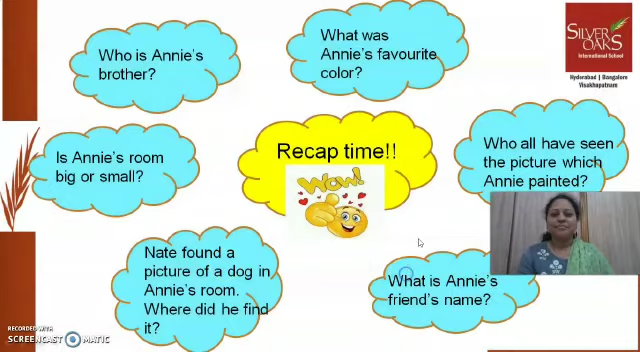 Who is Annie's
brother?
What was
Annie's favourite
color?
SILVER
OAKS
International School
Hyderabad | Bangalore
Visakhapatnam
Is Annie's room
big or small?
Recap time!!
Wow!
Who all have seen
the picture which
Annie painted?
Nate found a
picture of a dog in
Annie's room.
Where did he find
it?
What is Annie's
friend's name?
RECORDED WITH
SCREENCAST MATIC